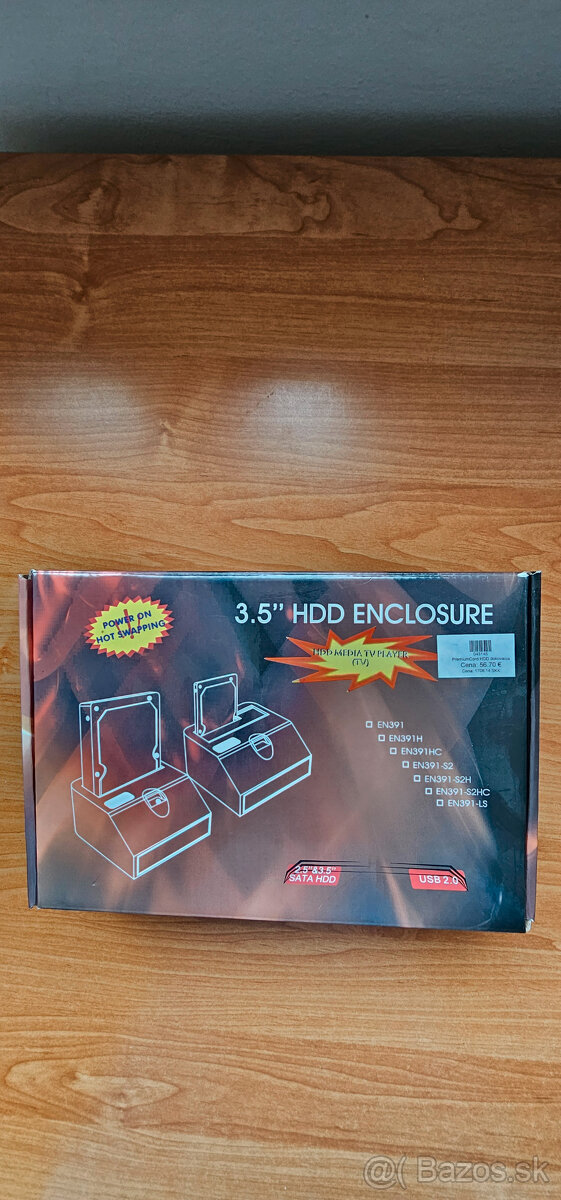 POWER ON
HOT SWAPPING
3.5" HDD ENCLOSURE
HDD MEDIA TV PLAYER
(TV)
PremiumCord HDD
Cena: 56.70 €
EN391
EN391H
EN391HC
EN391-S2
EN391-S2H
EN391-S2HC
EN391-LS
2.5"&3.5"
SATA HDD
USB 2.0
@( Bazos.sk